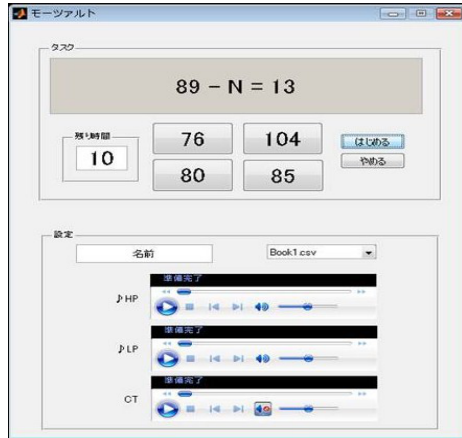 モーツァルト
タスク
89 − N = 13
残り時間
10
76
104
はじめる
80
85
やめる
設定
名前
Book1.csv
準備完了
♪HP
準備完了
♪LP
準備完了
CT